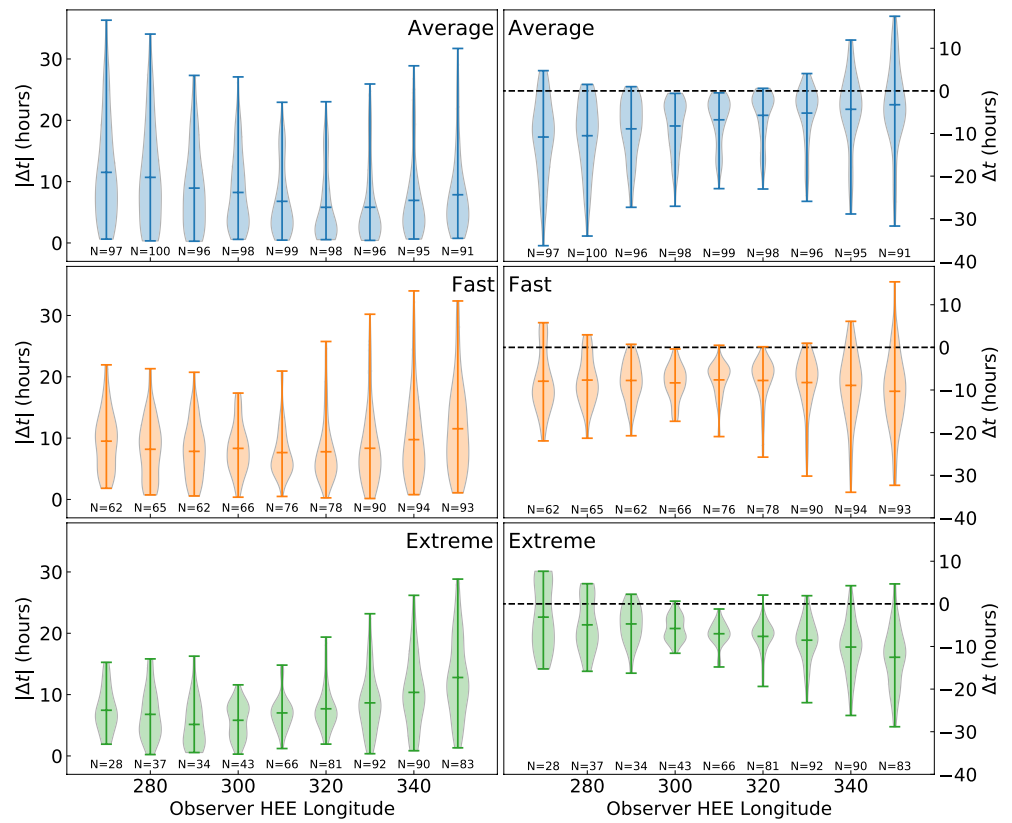 Average Average
|Δt| (hours)
30
20
10
0
N=97 N=100 N=96 N=98 N=99 N=98 N=96 N=95 N=91
N=97 N=100 N=96 N=98 N=99 N=98 N=96 N=95 N=91
10
0
−10
−20
−30
−40
Δt (hours)
Fast Fast
|Δt| (hours)
30
20
10
0
N=62 N=65 N=62 N=66 N=76 N=78 N=90 N=94 N=93
N=62 N=65 N=62 N=66 N=76 N=78 N=90 N=94 N=93
10
0
−10
−20
−30
−40
Δt (hours)
Extreme Extreme
|Δt| (hours)
30
20
10
0
N=28 N=37 N=34 N=43 N=66 N=81 N=92 N=90 N=83
N=28 N=37 N=34 N=43 N=66 N=81 N=92 N=90 N=83
10
0
−10
−20
−30
−40
Δt (hours)
280 300 320 340
280 300 320 340
Observer HEE Longitude
Observer HEE Longitude